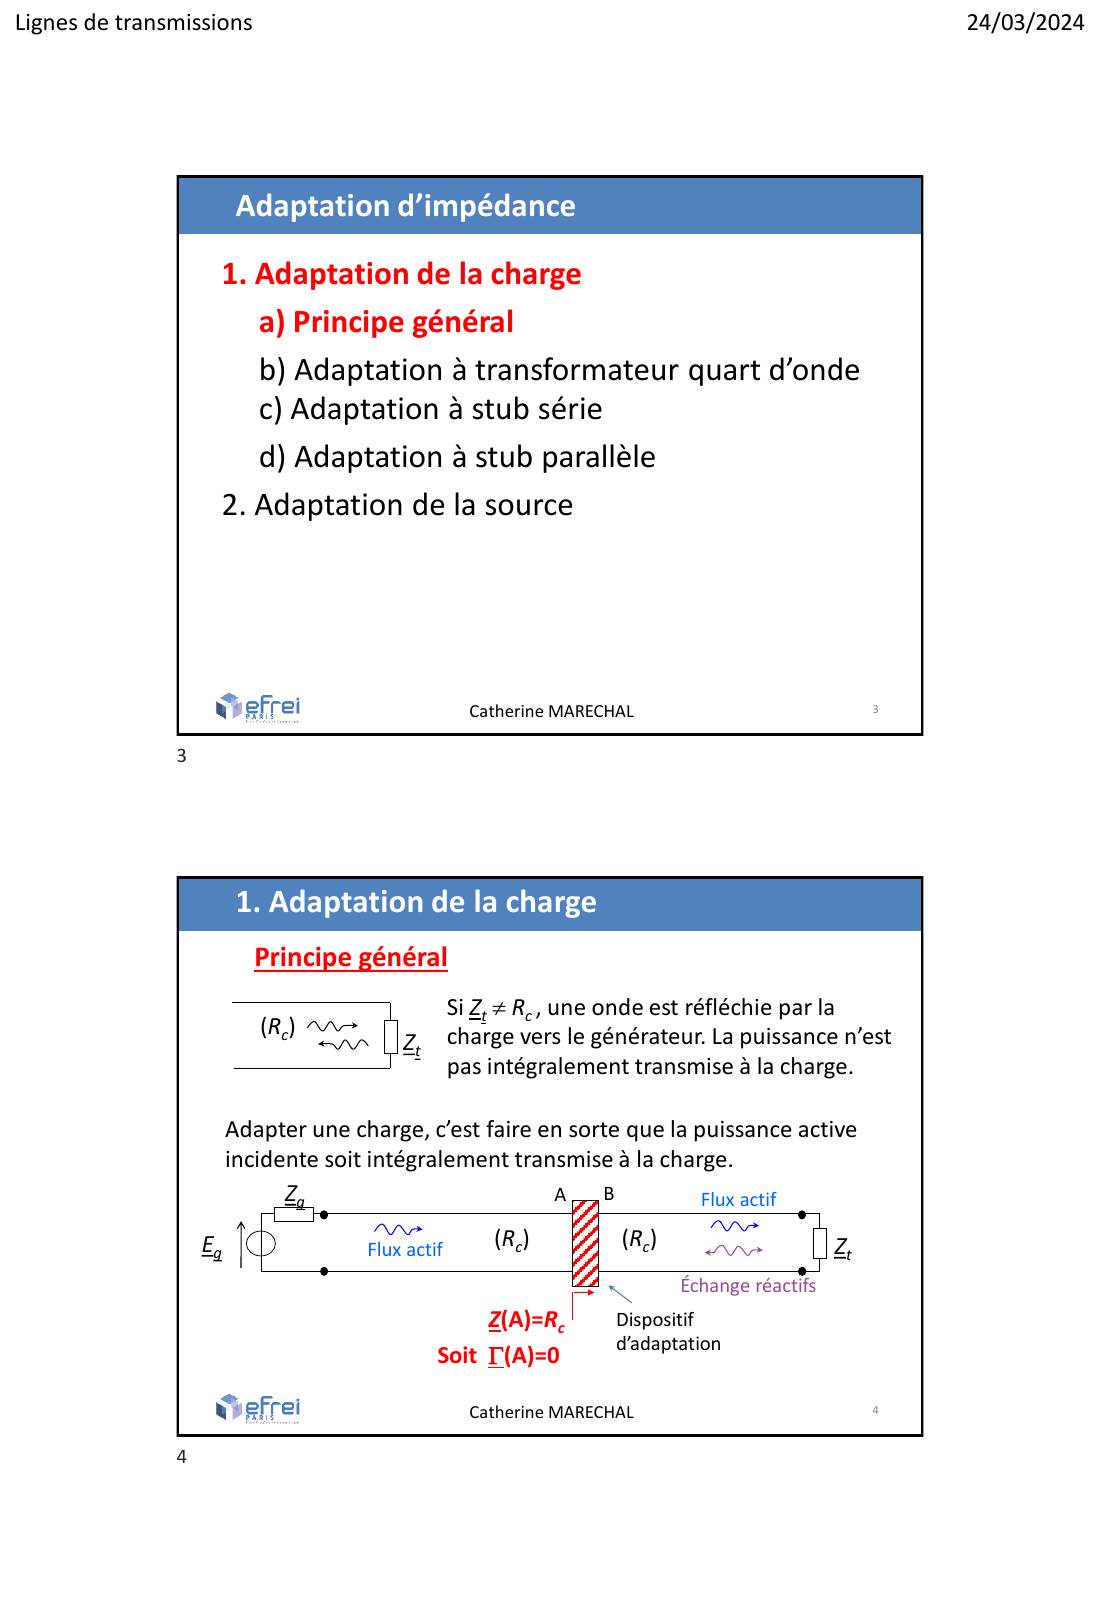 Lignes de transmissions
24/03/2024
Adaptation d’impédance
1. Adaptation de la charge
a) Principe général
b) Adaptation à transformateur quart d’onde
c) Adaptation à stub série
d) Adaptation à stub parallèle
2. Adaptation de la source
efrei
PARIS
Catherine MARECHAL
3
3
1. Adaptation de la charge
Principe général
Si Zt ≠ Rc, une onde est réfléchie par la
charge vers le générateur. La puissance n’est
pas intégralement transmise à la charge.
(Rc)
Zt
Adapter une charge, c’est faire en sorte que la puissance active
incidente soit intégralement transmise à la charge.
Zg
A
B
Flux actif
Eg
Flux actif
(Rc)
(Rc)
Zt
Échange réactifs
Z(A)=Rc
Soit Γ(A)=0
Dispositif
d’adaptation
efrei
PARIS
Catherine MARECHAL
4
4